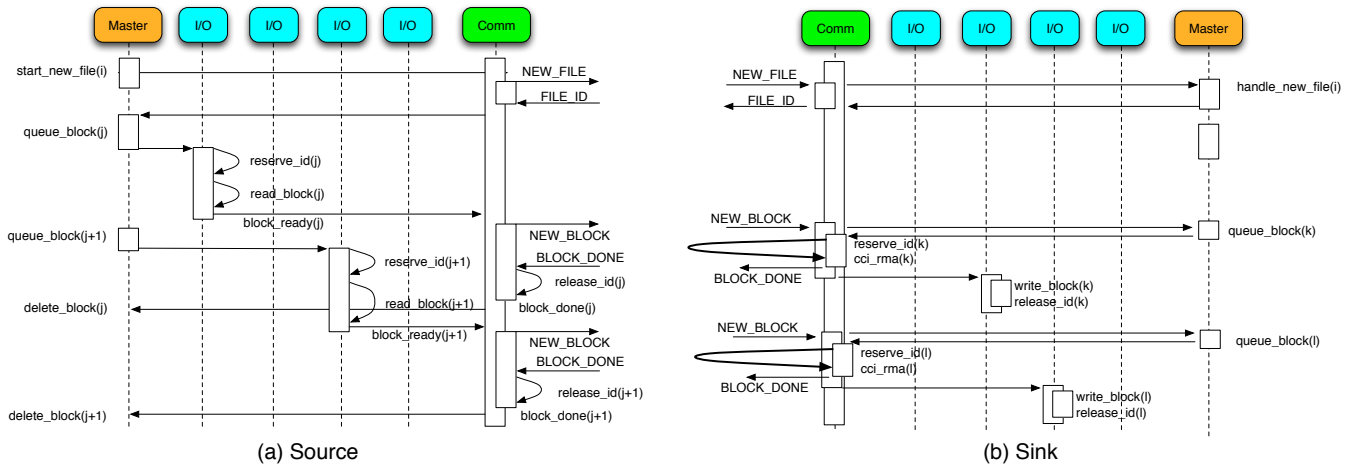 Master I/O I/O I/O I/O Comm
start_new_file(i)
NEW_FILE
FILE_ID
queue_block(j)
reserve_id(j)
read_block(j)
block_ready(j)
queue_block(j+1)
NEW_BLOCK
reserve_id(j+1)
BLOCK_DONE
release_id(j)
delete_block(j)
read_block(j+1)
block_done(j)
block_ready(j+1)
NEW_BLOCK
BLOCK_DONE
release_id(j+1)
delete_block(j+1)
block_done(j+1)
(a) Source
Comm I/O I/O I/O I/O Master
NEW_FILE
handle_new_file(i)
FILE_ID
NEW_BLOCK
queue_block(k)
reserve_id(k)
cci_rma(k)
BLOCK_DONE
write_block(k)
release_id(k)
NEW_BLOCK
queue_block(l)
reserve_id(l)
cci_rma(l)
BLOCK_DONE
write_block(l)
release_id(l)
(b) Sink